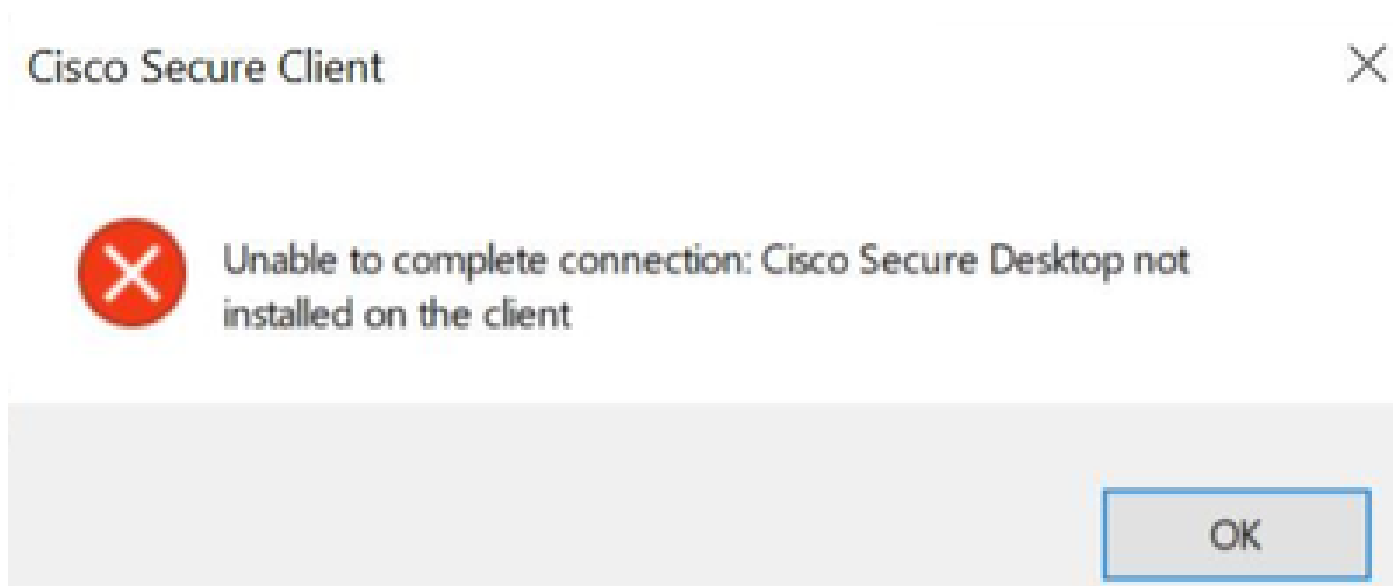 Cisco Secure Client
Unable to complete connection: Cisco Secure Desktop not
installed on the client
OK